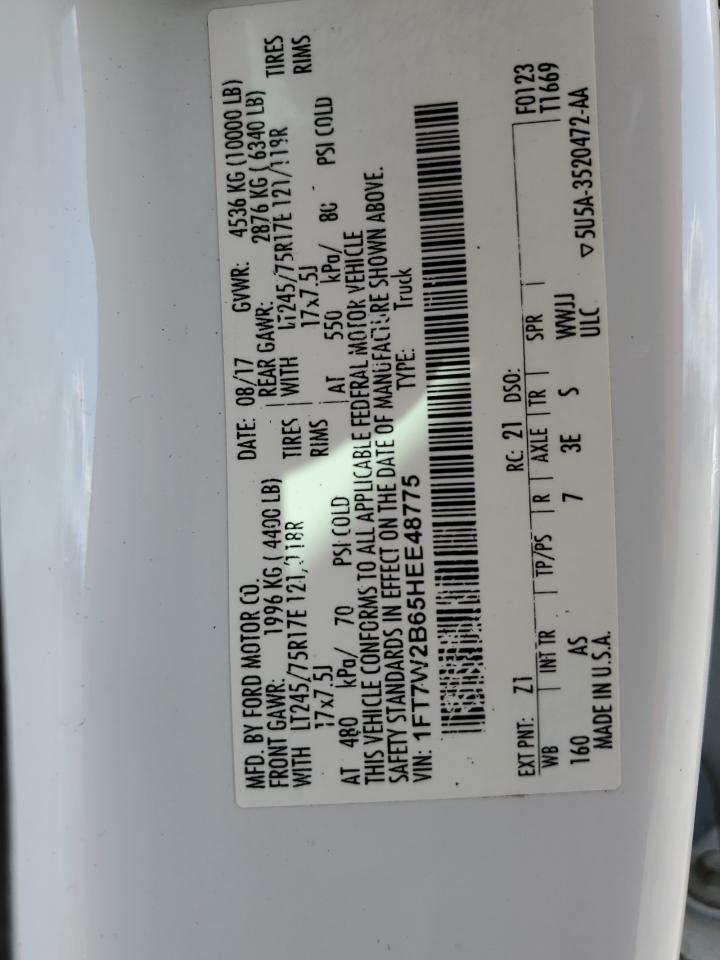 MFD. BY FORD MOTOR CO. DATE: 08/17 GVWR: 4536 KG (10000 LB)
FRONT GAWR: 1996 KG ( 4400 LB) REAR GAWR: 2876 KG ( 6340 LB)
WITH LT245/75R17E 121/118R TIRES WITH LT245/75R17E 121/119R TIRES
17x7.5J RIMS 17x7.5J RIMS
AT 480 kPa/ 70 PSI COLD AT 550 kPa/ 80 PSI COLD
THIS VEHICLE CONFORMS TO ALL APPLICABLE FEDERAL MOTOR VEHICLE
SAFETY STANDARDS IN EFFECT ON THE DATE OF MANUFACTURE SHOWN ABOVE.
VIN: 1FT7W2B65HEE48775 TYPE: Truck
EXT PNT: Z1 RC: 21 DSO: F0123
WB INT TR TP/PS R AXLE TR SPR T1669
160 AS 7 3E S WWJJ
MADE IN U.S.A. ULC ▽5U5A-3520472-AA